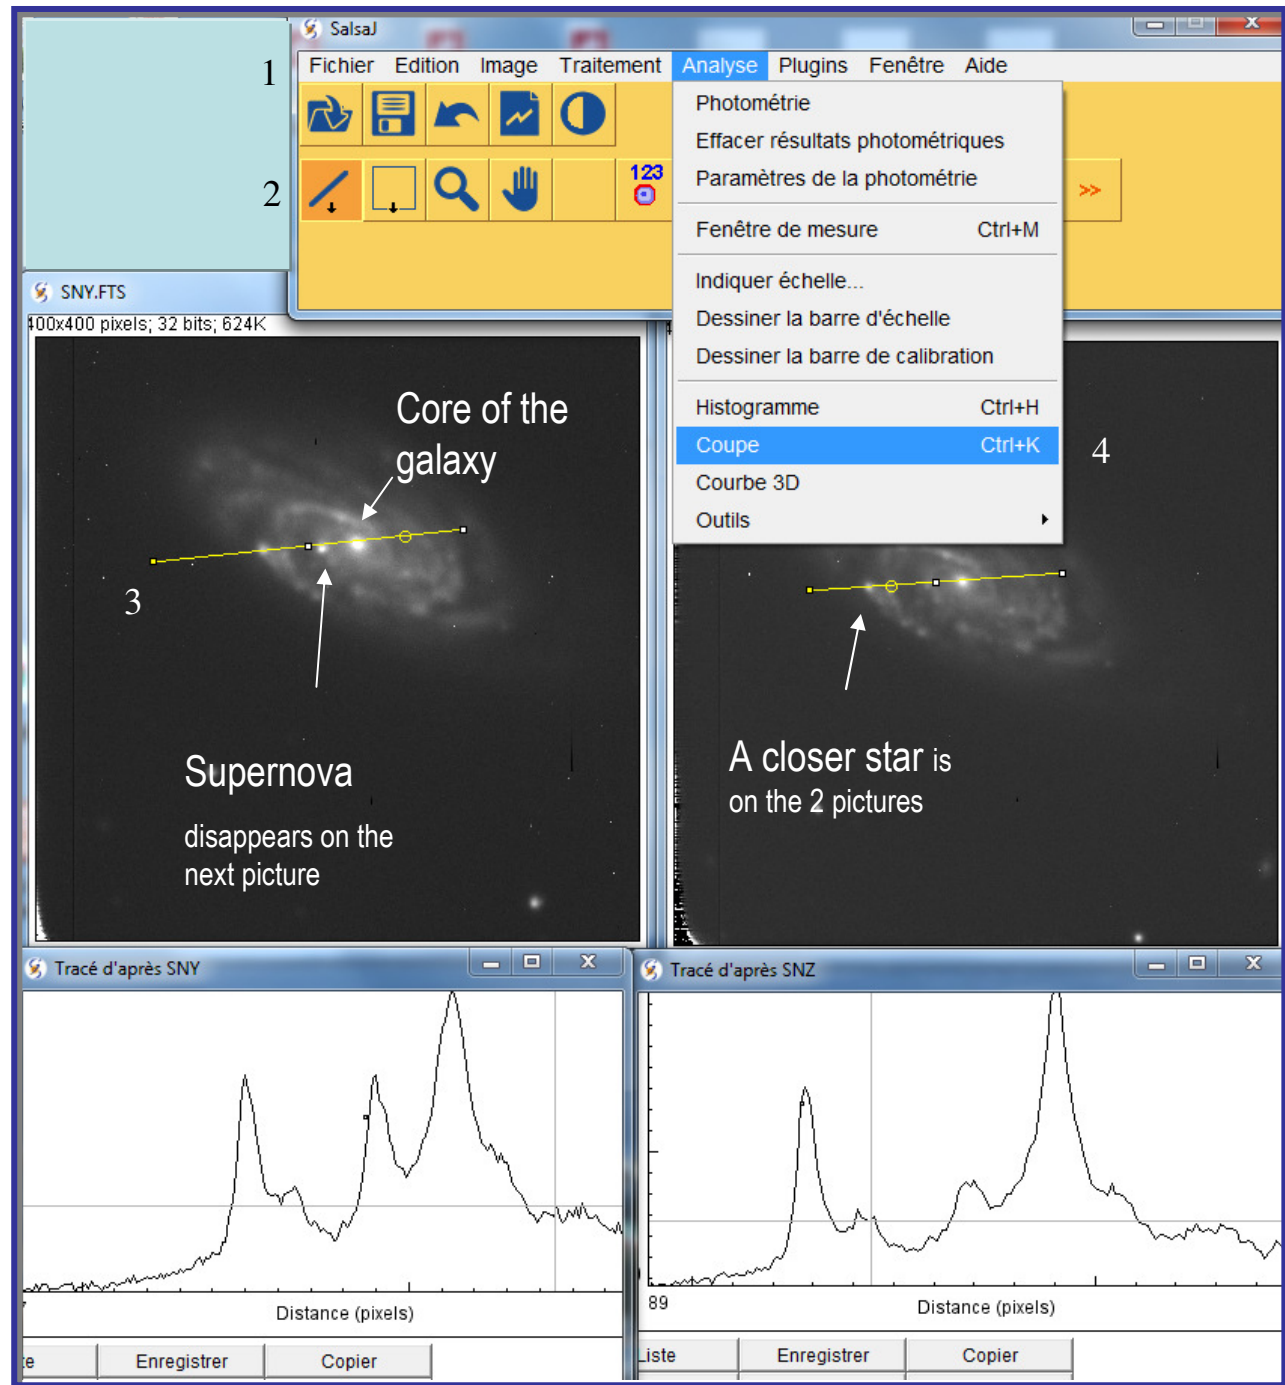 SalsaJ
1 Fichier Edition Image Traitement Analyse Plugins Fenêtre Aide
Photométrie
Effacer résultats photométriques
Paramètres de la photométrie
2
123
>>
Fenêtre de mesure Ctrl+M
Indiquer échelle...
Dessiner la barre d'échelle
Dessiner la barre de calibration
Histogramme Ctrl+H
Coupe Ctrl+K
4
Courbe 3D
Outils
SNY.FTS
400x400 pixels; 32 bits; 624K
Core of the
galaxy
3
Supernova
disappears on the
next picture
A closer star is
on the 2 pictures
Tracé d'après SNY
Distance (pixels)
Enregistrer Copier
Tracé d'après SNZ
89
Distance (pixels)
Liste Enregistrer Copier